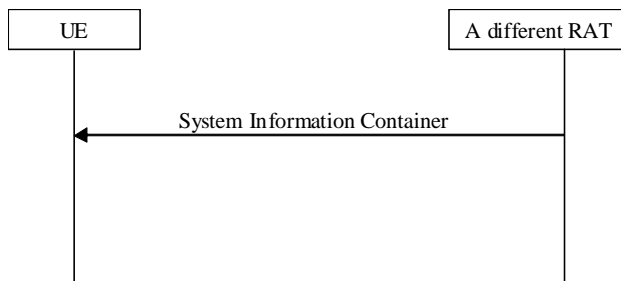 UE
A different RAT
System Information Container